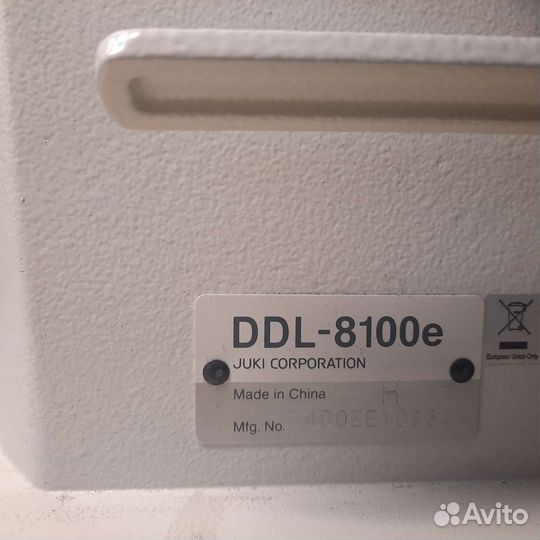 DDL-8100e
JUKI CORPORATION
H
Made in China
Mfg. No.
European Union Only
Avito